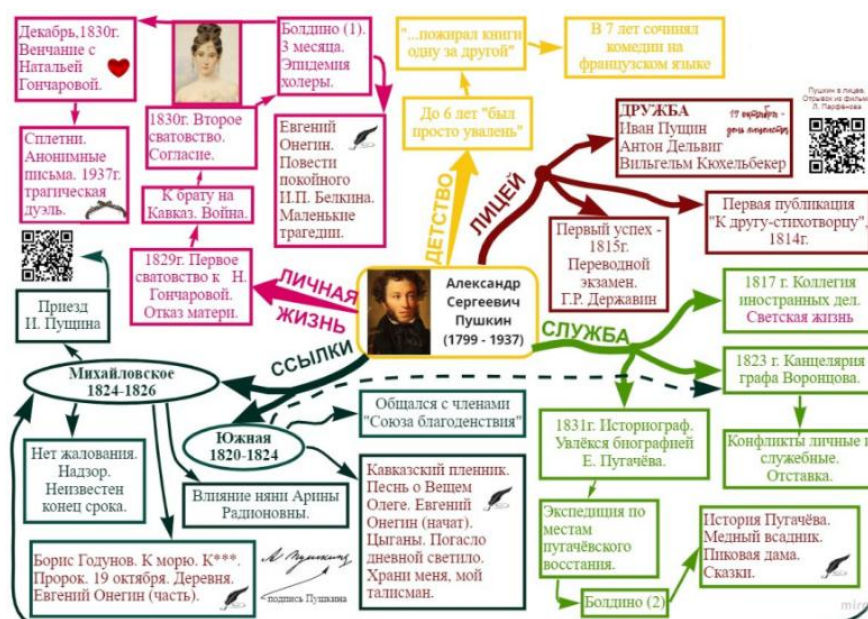 Декабрь,1830г.
Венчание с
Натальей
Гончаровой.
Болдино (1).
3 месяца.
Эпидемия
холеры.
"...пожирал книги
одну за другой"
В 7 лет сочинял
комедии на
французском языке
Пушкин в лицее.
Отрывок из фильма
Л. Парфёнова
До 6 лет "был
просто увалень"
ДРУЖБА
Иван Пущин
Антон Дельвиг
Вильгельм Кюхельбекер
19 октября -
день лицеиста
1830г. Второе
сватовство.
Согласие.
Сплетни.
Анонимные
письма. 1937г.
трагическая
дуэль.
Евгений
Онегин.
Повести
покойного
И.П. Белкина.
Маленькие
трагедии.
К брату на
Кавказ. Война.
ДЕТСТВО
ЛИЦЕЙ
Первый успех -
1815г.
Переводной
экзамен.
Г.Р. Державин
Первая публикация
"К другу-стихотворцу",
1814г.
1829г. Первое
сватовство к Н.
Гончаровой.
Отказ матери.
ЛИЧНАЯ
ЖИЗНЬ
Александр
Сергеевич
Пушкин
(1799 - 1937)
СЛУЖБА
1817 г. Коллегия
иностранных дел.
Светская жизнь
Приезд
И. Пущина
ССЫЛКИ
Михайловское
1824-1826
1823 г. Канцелярия
графа Воронцова.
Общался с членами
"Союза благоденствия"
Южная
1820-1824
1831г. Историограф.
Увлёкся биографией
Е. Пугачёва.
Конфликты личные и
служебные.
Отставка.
Нет жалования.
Надзор.
Неизвестен
конец срока.
Влияние няни Арины
Радионовны.
Кавказский пленник.
Песнь о Вещем
Олеге. Евгений
Онегин (начат).
Цыганы. Погасло
дневной светило.
Храни меня, мой
талисман.
Экспедиция по
местам
пугачёвского
восстания.
История Пугачёва.
Медный всадник.
Пиковая дама.
Сказки.
Борис Годунов. К морю. К***.
Пророк. 19 октября. Деревня.
Евгений Онегин (часть).
подпись Пушкина
Болдино (2)
miro